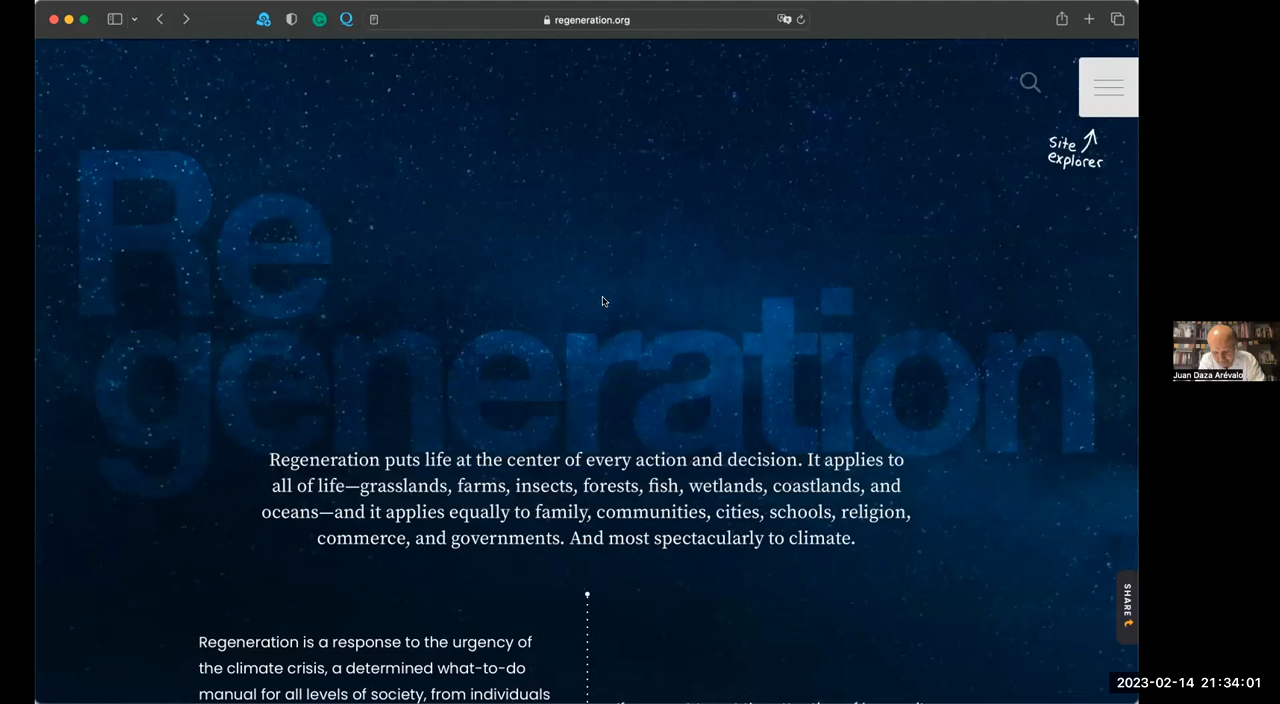 regeneration.org
Site
explorer
Re
generation
Regeneration puts life at the center of every action and decision. It applies to
all of life—grasslands, farms, insects, forests, fish, wetlands, coastlands, and
oceans—and it applies equally to family, communities, cities, schools, religion,
commerce, and governments. And most spectacularly to climate.
Juan Daza Arévalo
SHARE
Regeneration is a response to the urgency of
the climate crisis, a determined what-to-do
manual for all levels of society, from individuals
2023-02-14 21:34:01